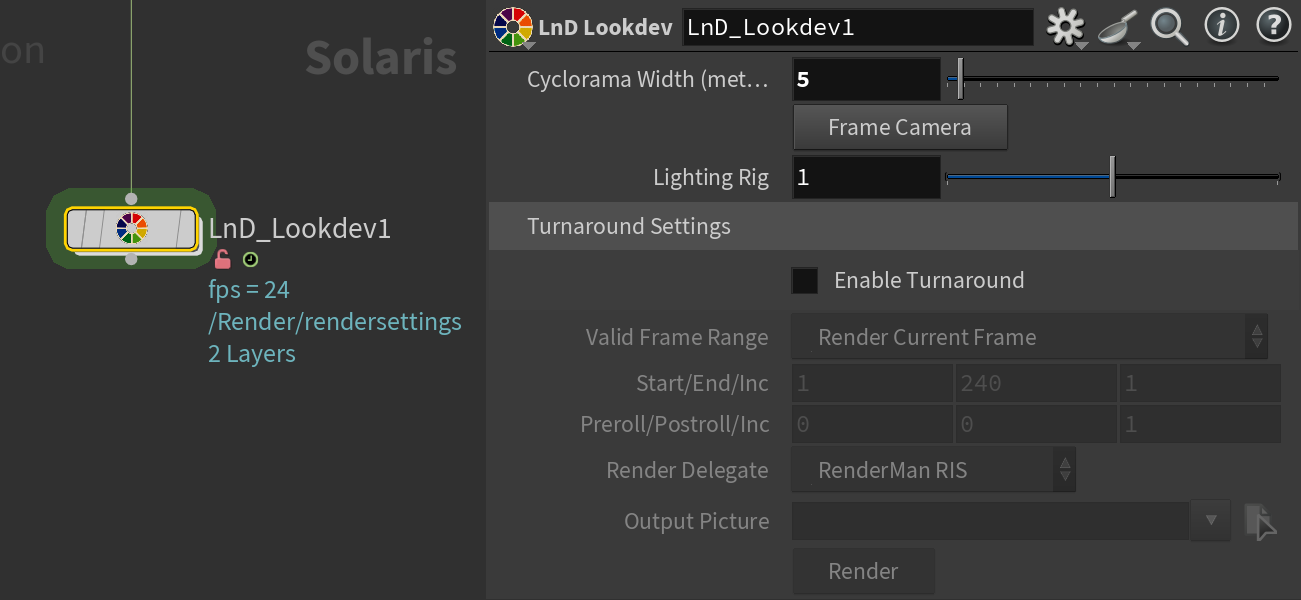 on
Solaris
LnD_Lookdev1
fps = 24
/Render/rendersettings
2 Layers
LnD Lookdev
LnD_Lookdev1
Cyclorama Width (met…
5
Frame Camera
Lighting Rig
1
Turnaround Settings
Enable Turnaround
Valid Frame Range
Render Current Frame
Start/End/Inc
1
240
1
Preroll/Postroll/Inc
0
0
1
Render Delegate
RenderMan RIS
Output Picture
Render